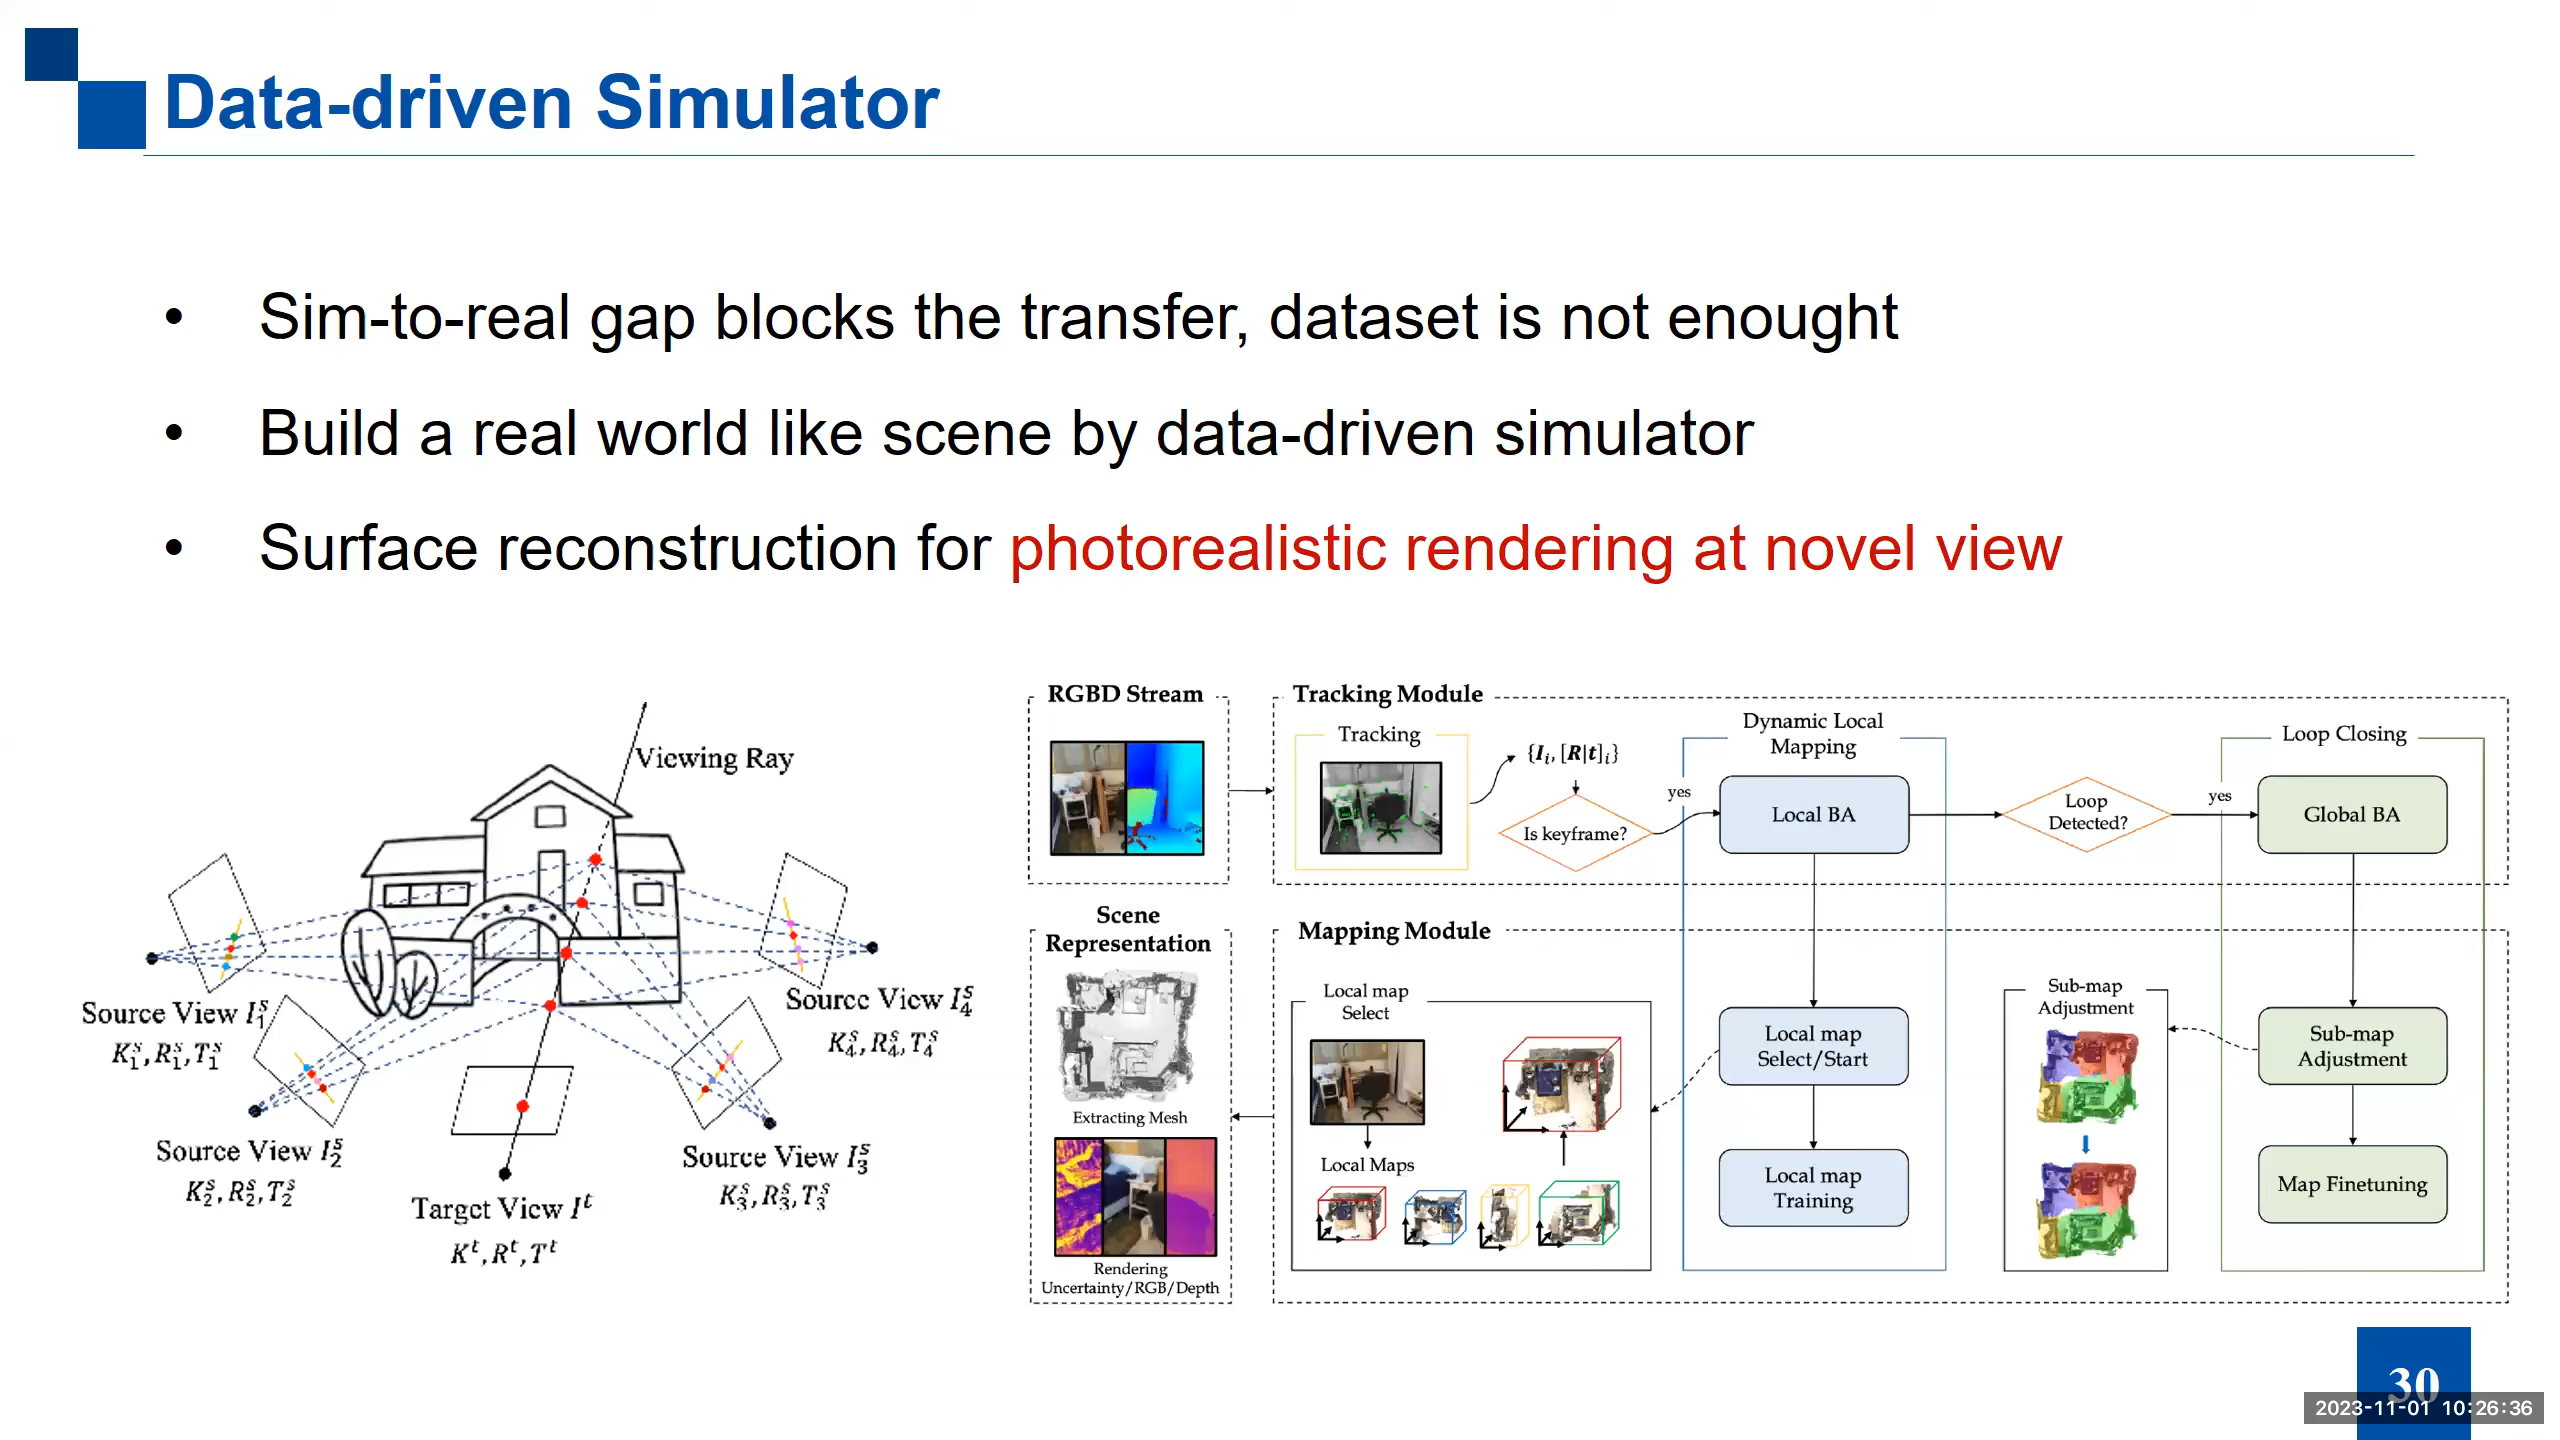 Data-driven Simulator
• Sim-to-real gap blocks the transfer, dataset is not enought
• Build a real world like scene by data-driven simulator
• Surface reconstruction for photorealistic rendering at novel view
Viewing Ray
Source View I₁ˢ
K₁ˢ, R₁ˢ, T₁ˢ
Source View I₂ˢ
K₂ˢ, R₂ˢ, T₂ˢ
Target View Iᵗ
Kᵗ, Rᵗ, Tᵗ
Source View I₃ˢ
K₃ˢ, R₃ˢ, T₃ˢ
Source View I₄ˢ
K₄ˢ, R₄ˢ, T₄ˢ
RGBD Stream
Tracking Module
Tracking
{Iᵢ, [R|t]ᵢ}
Is keyframe?
yes
Dynamic Local
Mapping
Local BA
Loop
Detected?
yes
Loop Closing
Global BA
Scene
Representation
Extracting Mesh
Rendering
Uncertainty/RGB/Depth
Mapping Module
Local map
Select
Local Maps
Local map
Select/Start
Local map
Training
Sub-map
Adjustment
Sub-map
Adjustment
Map Finetuning
30
2023-11-01 10:26:36